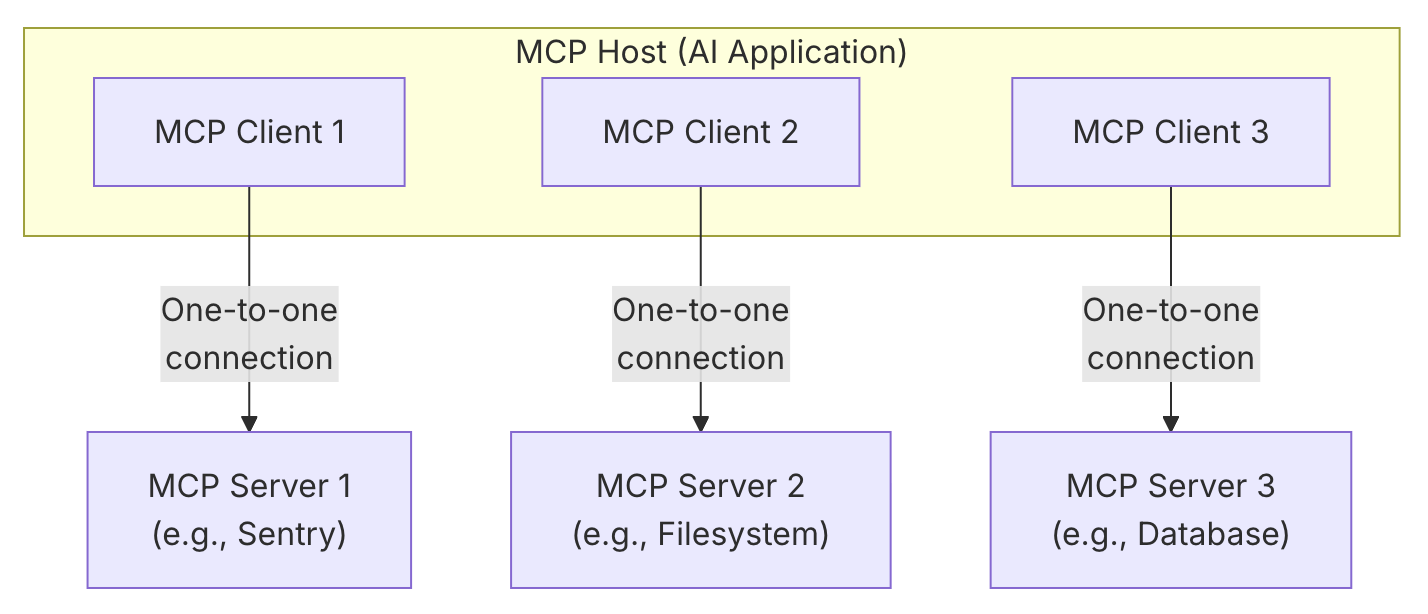 MCP Host (AI Application)
MCP Client 1
MCP Client 2
MCP Client 3
One-to-one
connection
One-to-one
connection
One-to-one
connection
MCP Server 1
(e.g., Sentry)
MCP Server 2
(e.g., Filesystem)
MCP Server 3
(e.g., Database)